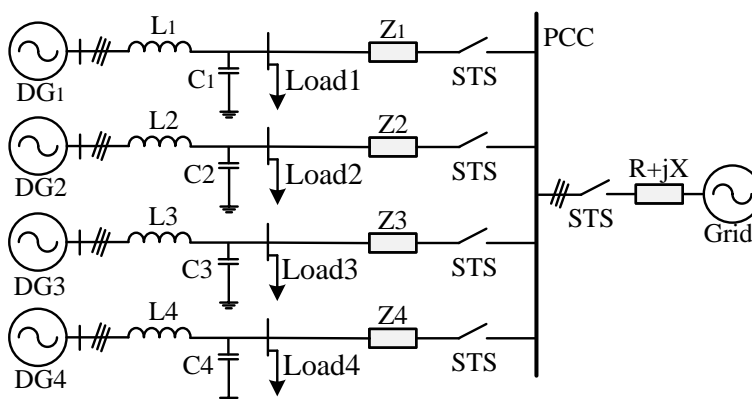 L1
Z1
PCC
DG1
C1
Load1
STS
L2
Z2
DG2
C2
Load2
STS
R+jX
STS
Grid
L3
Z3
DG3
C3
Load3
STS
L4
Z4
DG4
C4
Load4
STS